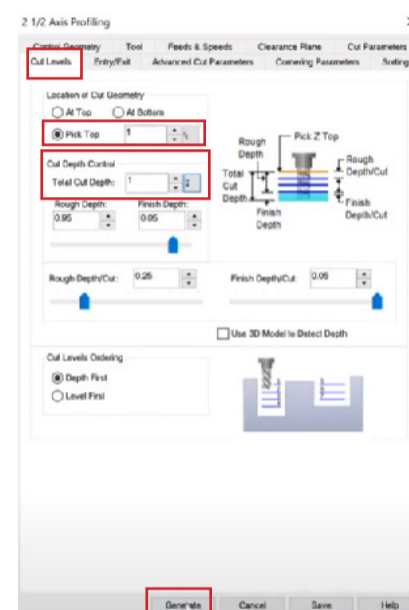 2 1/2 Axis Profiling
Control Geometry Tool Feeds & Speeds Clearance Plane Cut Parameters
Cut Levels Entry/Exit Advanced Cut Parameters Cornering Parameters Sorting
Location of Cut Geometry
At Top At Bottom
Pick Top 1
Pick Z Top
Rough Depth
Rough Depth/Cut
Total Cut Depth
Finish Depth
Finish Depth/Cut
Cut Depth Control
Total Cut Depth: 1
Rough Depth: Finish Depth:
0.95 0.05
Rough Depth/Cut: 0.25 Finish Depth/Cut: 0.05
Use 3D Model to Detect Depth
Cut Levels Ordering
Depth First
Level First
Generate Cancel Save Help